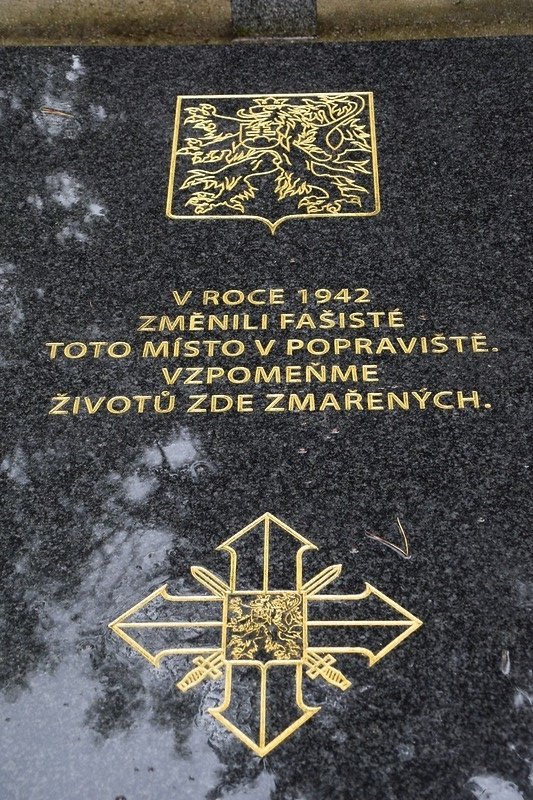 V ROCE 1942
ZMĚNILI FAŠISTÉ
TOTO MÍSTO V POPRAVIŠTĚ.
VZPOMEŇME
ŽIVOTŮ ZDE ZMAŘENÝCH.